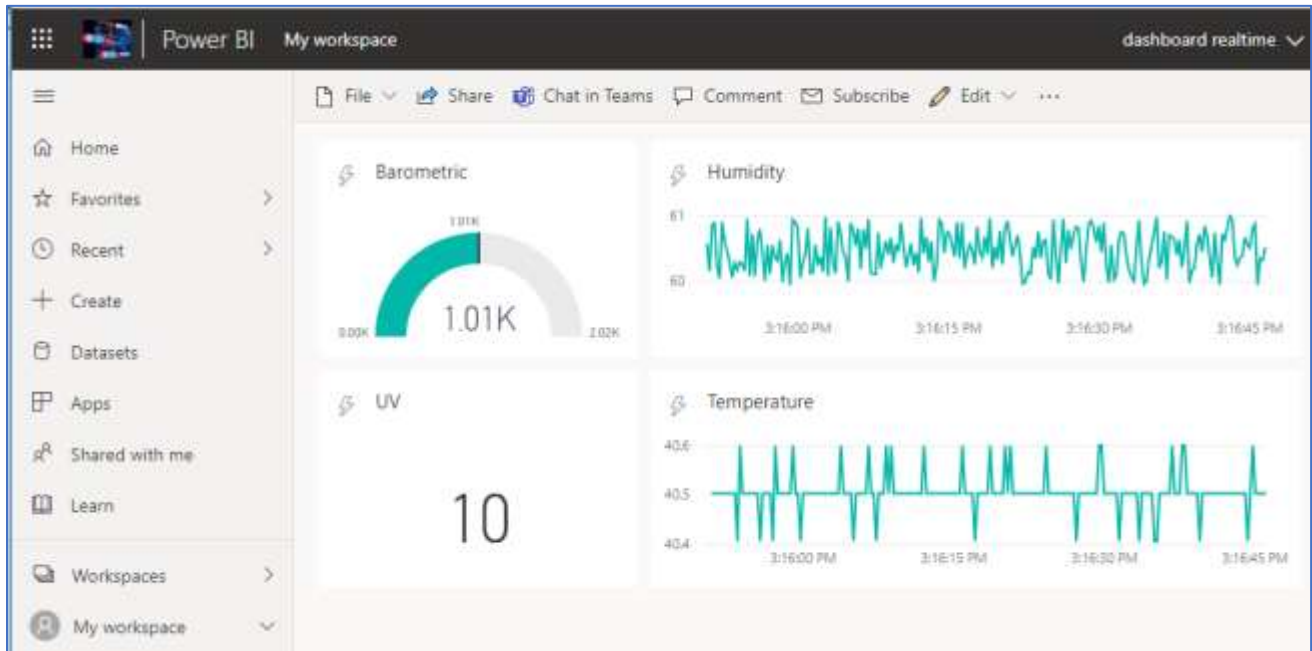 Power BI My workspace dashboard realtime
File Share Chat in Teams Comment Subscribe Edit ...
Home
Favorites
Recent
Create
Datasets
Apps
Shared with me
Learn
Workspaces
My workspace
Barometric
1.01K
1.01K
0.00K 2.02K
Humidity
61
60
3:16:00 PM 3:16:15 PM 3:16:30 PM 3:16:45 PM
UV
10
Temperature
40.6
40.5
40.4
3:16:00 PM 3:16:15 PM 3:16:30 PM 3:16:45 PM